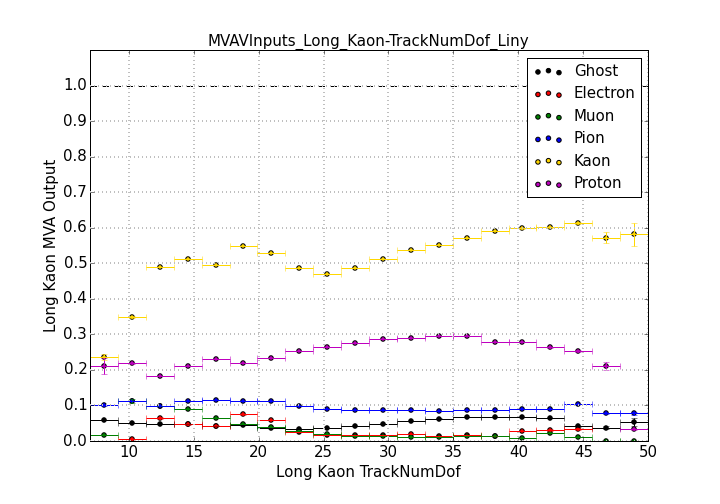 MVAVInputs_Long_Kaon-TrackNumDof_Liny
Long Kaon MVA Output
1.0
0.9
0.8
0.7
0.6
0.5
0.4
0.3
0.2
0.1
0.0
Ghost
Electron
Muon
Pion
Kaon
Proton
10 15 20 25 30 35 40 45 50
Long Kaon TrackNumDof